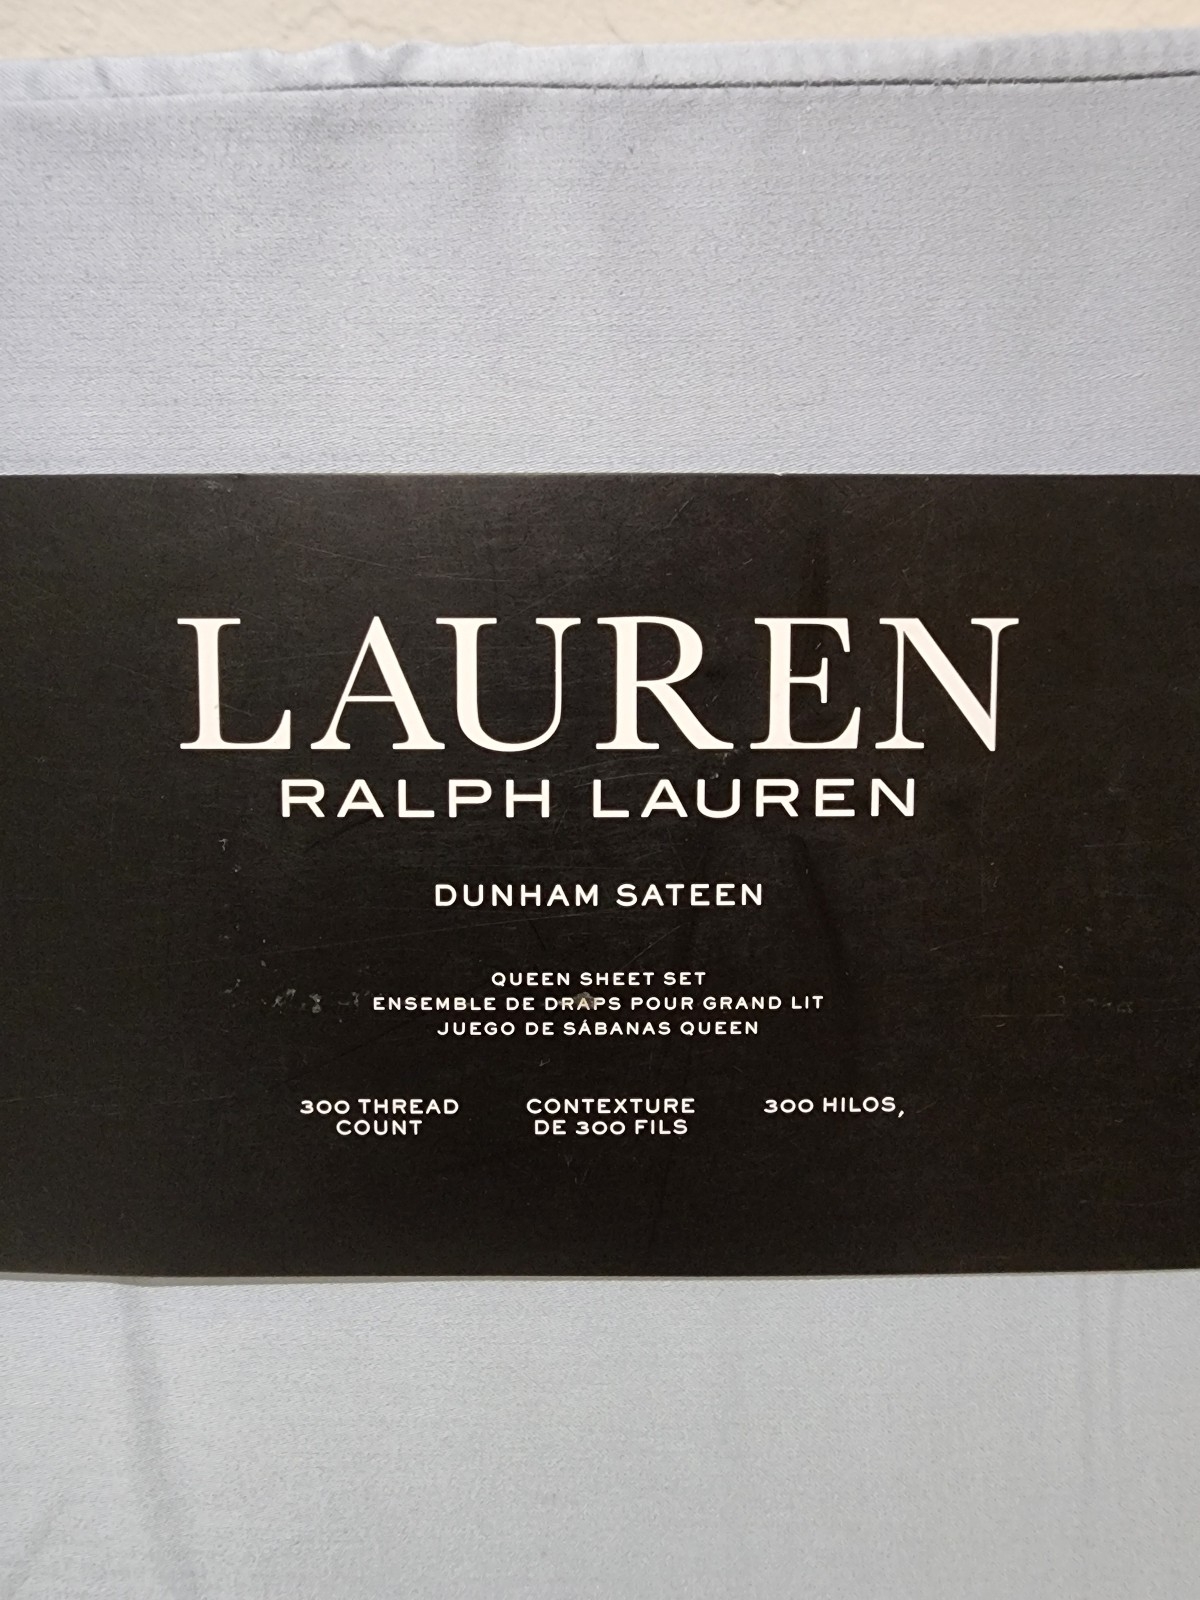 LAUREN
RALPH LAUREN
DUNHAM SATEEN
QUEEN SHEET SET
ENSEMBLE DE DRAPS POUR GRAND LIT
JUEGO DE SÁBANAS QUEEN
300 THREAD
COUNT
CONTEXTURE
DE 300 FILS
300 HILOS,